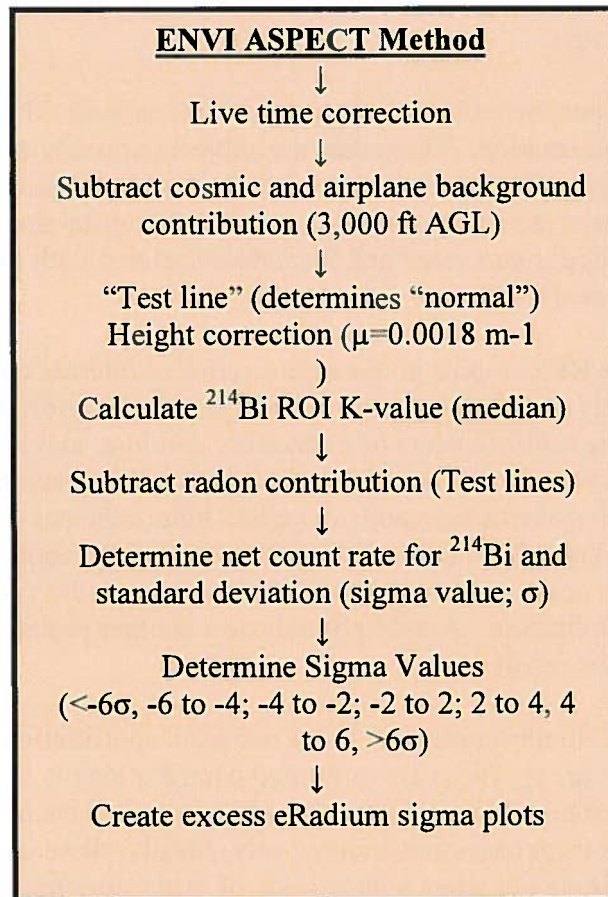 ENVI ASPECT Method
↓
Live time correction
↓
Subtract cosmic and airplane background
contribution (3,000 ft AGL)
↓
“Test line” (determines “normal”)
Height correction (µ=0.0018 m-1
)
Calculate ²¹⁴Bi ROI K-value (median)
↓
Subtract radon contribution (Test lines)
↓
Determine net count rate for ²¹⁴Bi and
standard deviation (sigma value; σ)
↓
Determine Sigma Values
(<-6σ, -6 to -4; -4 to -2; -2 to 2; 2 to 4, 4
to 6, >6σ)
↓
Create excess eRadium sigma plots